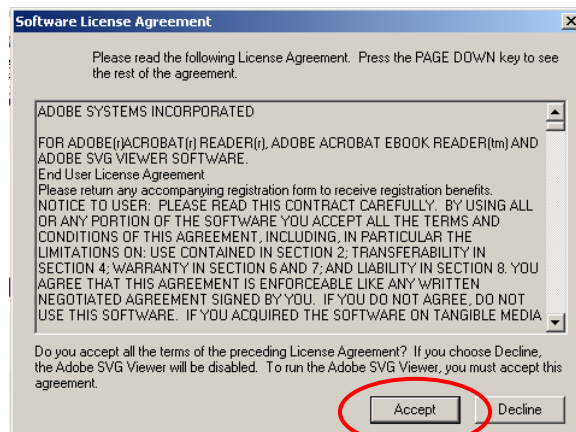 Software License Agreement
Please read the following License Agreement. Press the PAGE DOWN key to see
the rest of the agreement.
ADOBE SYSTEMS INCORPORATED
FOR ADOBE(r)ACROBAT(r) READER(r), ADOBE ACROBAT EBOOK READER(tm) AND
ADOBE SVG VIEWER SOFTWARE.
End User License Agreement
Please return any accompanying registration form to receive registration benefits.
NOTICE TO USER: PLEASE READ THIS CONTRACT CAREFULLY. BY USING ALL
OR ANY PORTION OF THE SOFTWARE YOU ACCEPT ALL THE TERMS AND
CONDITIONS OF THIS AGREEMENT, INCLUDING, IN PARTICULAR THE
LIMITATIONS ON: USE CONTAINED IN SECTION 2; TRANSFERABILITY IN
SECTION 4; WARRANTY IN SECTION 6 AND 7; AND LIABILITY IN SECTION 8. YOU
AGREE THAT THIS AGREEMENT IS ENFORCEABLE LIKE ANY WRITTEN
NEGOTIATED AGREEMENT SIGNED BY YOU. IF YOU DO NOT AGREE, DO NOT
USE THIS SOFTWARE. IF YOU ACQUIRED THE SOFTWARE ON TANGIBLE MEDIA
Do you accept all the terms of the preceding License Agreement? If you choose Decline,
the Adobe SVG Viewer will be disabled. To run the Adobe SVG Viewer, you must accept this
agreement.
Accept Decline